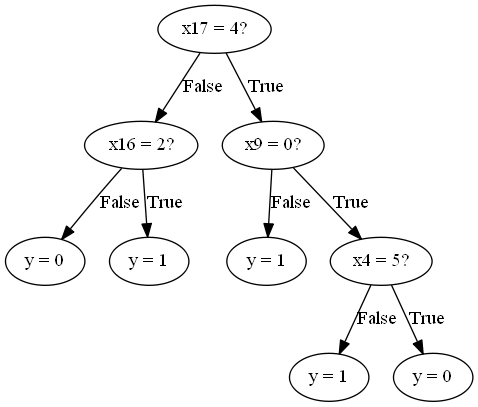 x17 = 4?
False
True
x16 = 2?
x9 = 0?
False
True
False
True
y = 0
y = 1
y = 1
x4 = 5?
False
True
y = 1
y = 0